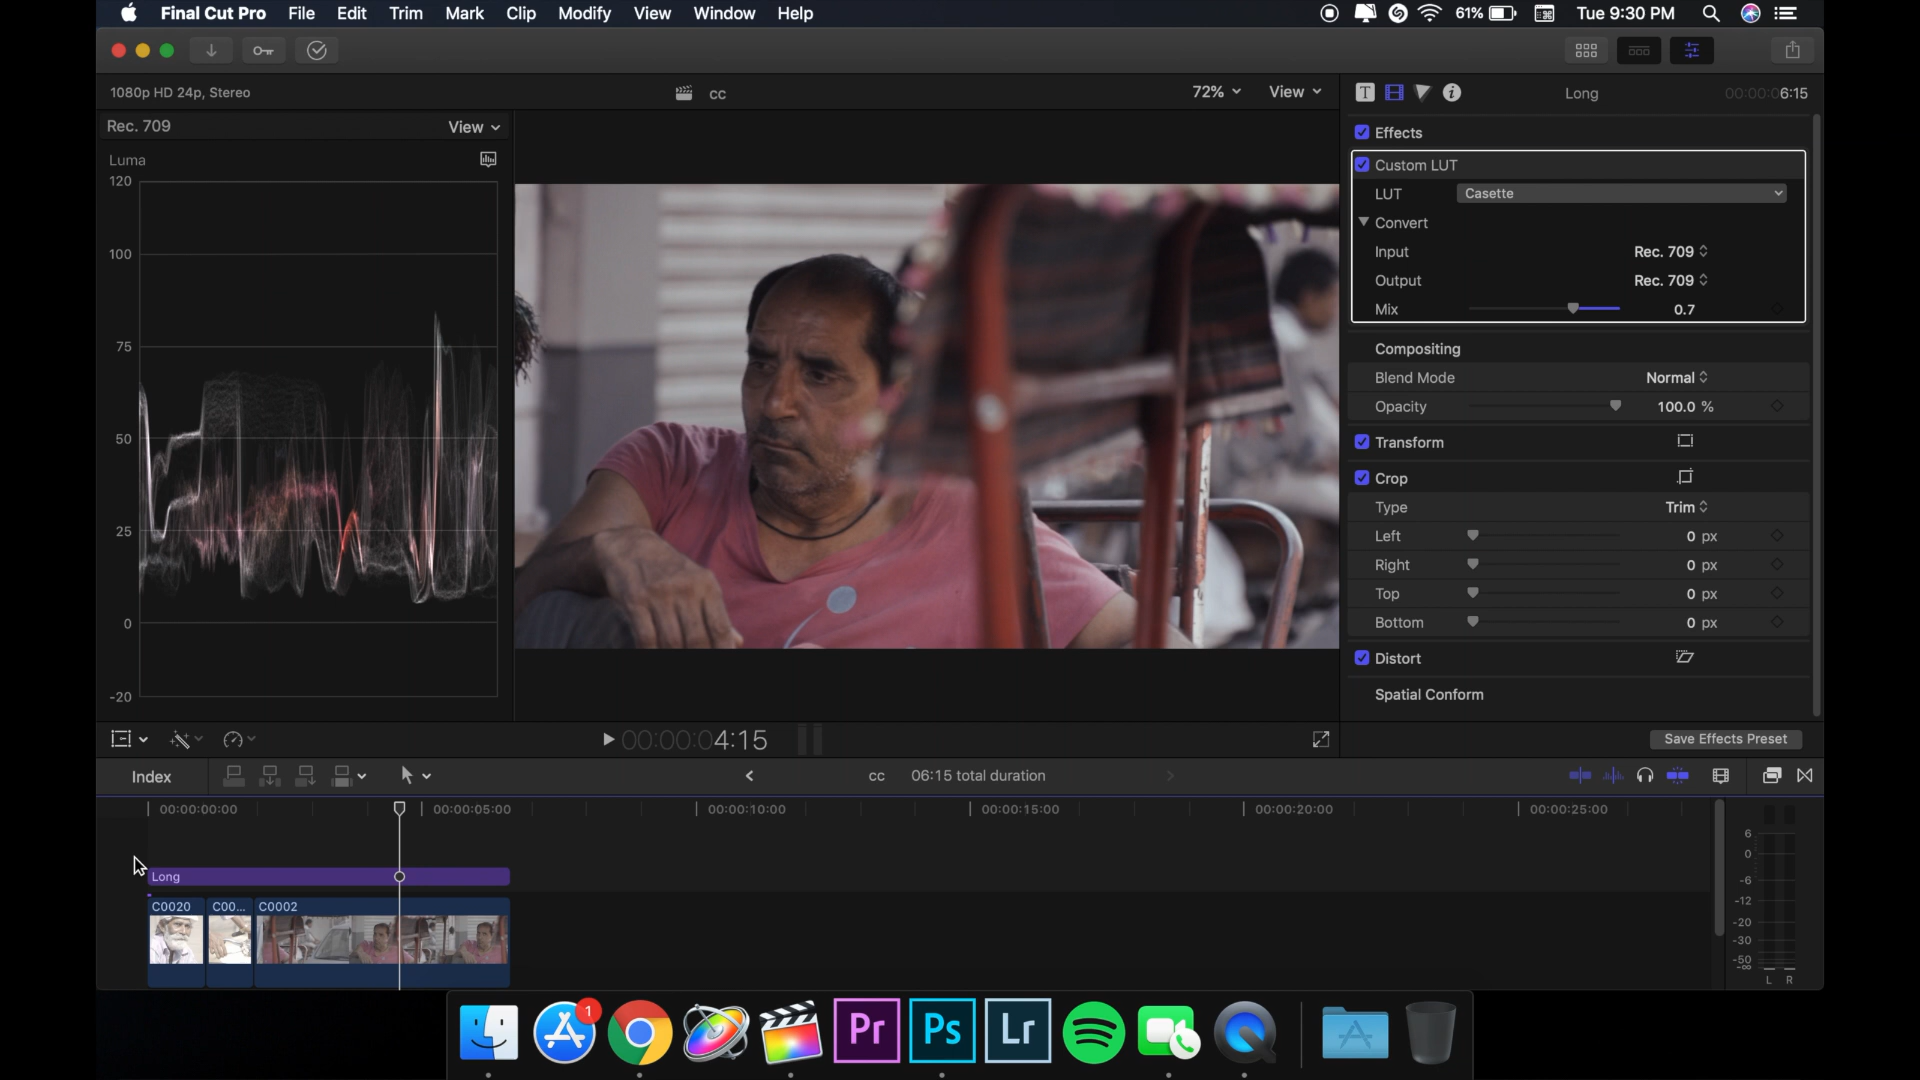 Final Cut Pro File Edit Trim Mark Clip Modify View Window Help 61% Tue 9:30 PM
1080p HD 24p, Stereo cc 72% View T i Long 00:00:06:15
Rec. 709 View
Effects
Luma
Custom LUT
120
LUT Casette
Convert
Input Rec. 709
100
Output Rec. 709
Mix 0.7
75
Compositing
Blend Mode Normal
Opacity 100.0 %
50
Transform
Crop
Type Trim
25
Left 0 px
Right 0 px
Top 0 px
0
Bottom 0 px
Distort
-20
Spatial Conform
00:00:04:15
Save Effects Preset
Index cc 06:15 total duration
00:00:00:00 00:00:05:00 00:00:10:00 00:00:15:00 00:00:20:00 00:00:25:00
6
0
Long
-6
C0020 C00... C0002
-12
-20
-30
-50
-∞
L R
1
Pr Ps Lr